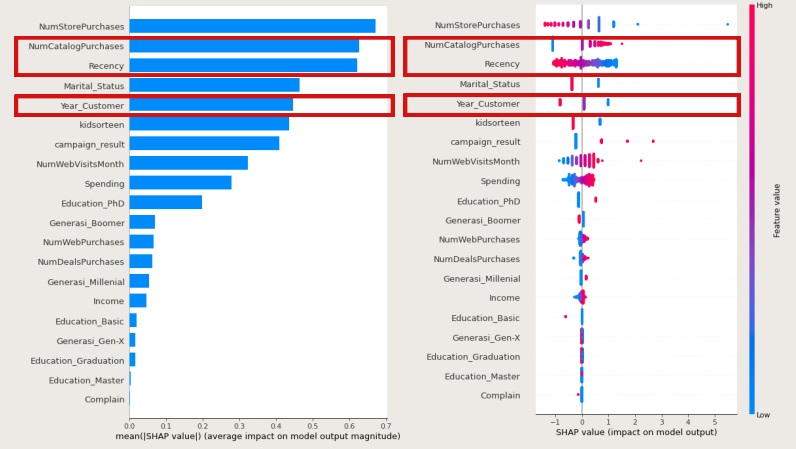 NumStorePurchases
NumCatalogPurchases
Recency
Marital_Status
Year_Customer
kidsorteen
campaign_result
NumWebVisitsMonth
Spending
Education_PhD
Generasi_Boomer
NumWebPurchases
NumDealsPurchases
Generasi_Millenial
Income
Education_Basic
Generasi_Gen-X
Education_Graduation
Education_Master
Complain
0.0 0.1 0.2 0.3 0.4 0.5 0.6 0.7
mean(|SHAP value|) (average impact on model output magnitude)
NumStorePurchases
NumCatalogPurchases
Recency
Marital_Status
Year_Customer
kidsorteen
campaign_result
NumWebVisitsMonth
Spending
Education_PhD
Generasi_Boomer
NumWebPurchases
NumDealsPurchases
Generasi_Millenial
Income
Education_Basic
Generasi_Gen-X
Education_Graduation
Education_Master
Complain
−1 0 1 2 3 4 5
SHAP value (impact on model output)
High
Feature value
Low